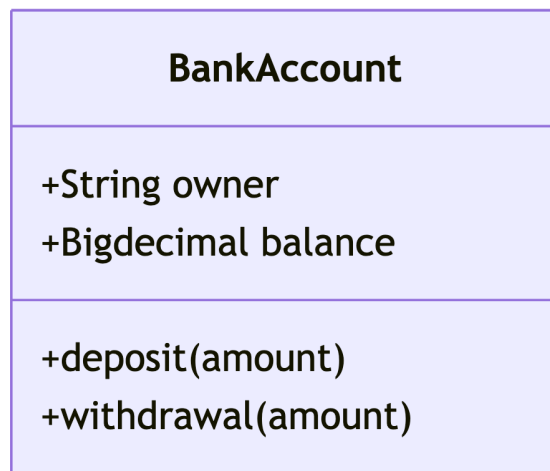 BankAccount
+String owner
+Bigdecimal balance
+deposit(amount)
+withdrawal(amount)